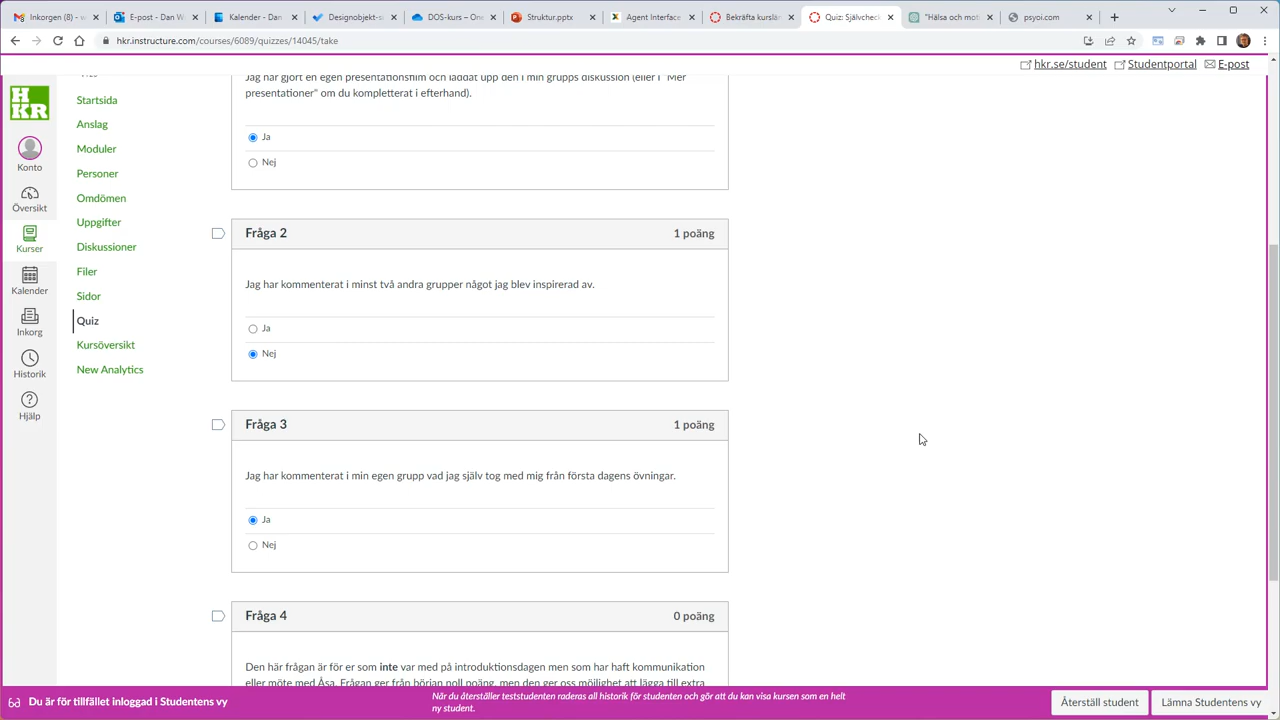 Inkorgen (8) - v
E-post - Dan W
Kalender - Dan
Designobjekt-s
DOS-kurs – One
Struktur.pptx
Agent Interface
Bekräfta kurslän
Quiz: Självcheck
"Hälsa och mot
psyoi.com
hkr.instructure.com/courses/6089/quizzes/14045/take
hkr.se/student
Studentportal
E-post
HKR
Konto
Översikt
Kurser
Kalender
Inkorg
Historik
Hjälp
Startsida
Anslag
Moduler
Personer
Omdömen
Uppgifter
Diskussioner
Filer
Sidor
Quiz
Kursöversikt
New Analytics
Jag har gjort en egen presentationsfilm och laddat upp den i min grupps diskussion (eller i "Mer
presentationer" om du kompletterat i efterhand).
Ja
Nej
Fråga 2
1 poäng
Jag har kommenterat i minst två andra grupper något jag blev inspirerad av.
Ja
Nej
Fråga 3
1 poäng
Jag har kommenterat i min egen grupp vad jag själv tog med mig från första dagens övningar.
Ja
Nej
Fråga 4
0 poäng
Den här frågan är för er som inte var med på introduktionsdagen men som har haft kommunikation
eller möte med Åsa. Frågan ger från början noll poäng, men den ger oss möjlighet att lägga till extra
Du är för tillfället inloggad i Studentens vy
När du återställer teststudenten raderas all historik för studenten och gör att du kan visa kursen som en helt
ny student.
Återställ student
Lämna Studentens vy